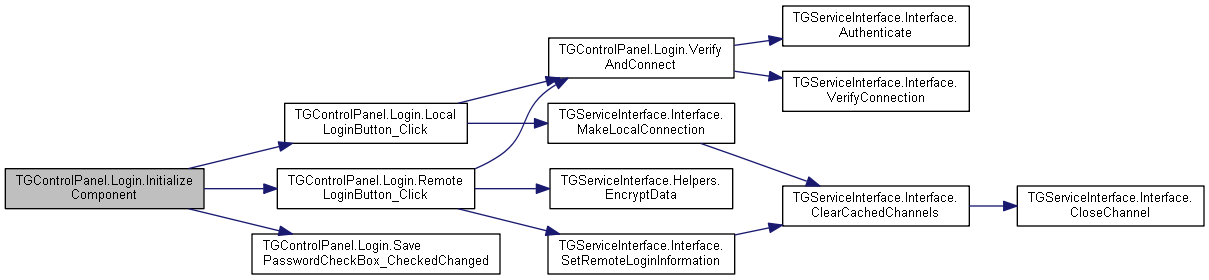 TGControlPanel.Login.Initialize
Component
TGControlPanel.Login.Local
LoginButton_Click
TGControlPanel.Login.Remote
LoginButton_Click
TGControlPanel.Login.Save
PasswordCheckBox_CheckedChanged
TGControlPanel.Login.Verify
AndConnect
TGServiceInterface.Interface.
MakeLocalConnection
TGServiceInterface.Helpers.
EncryptData
TGServiceInterface.Interface.
SetRemoteLoginInformation
TGServiceInterface.Interface.
Authenticate
TGServiceInterface.Interface.
VerifyConnection
TGServiceInterface.Interface.
ClearCachedChannels
TGServiceInterface.Interface.
CloseChannel